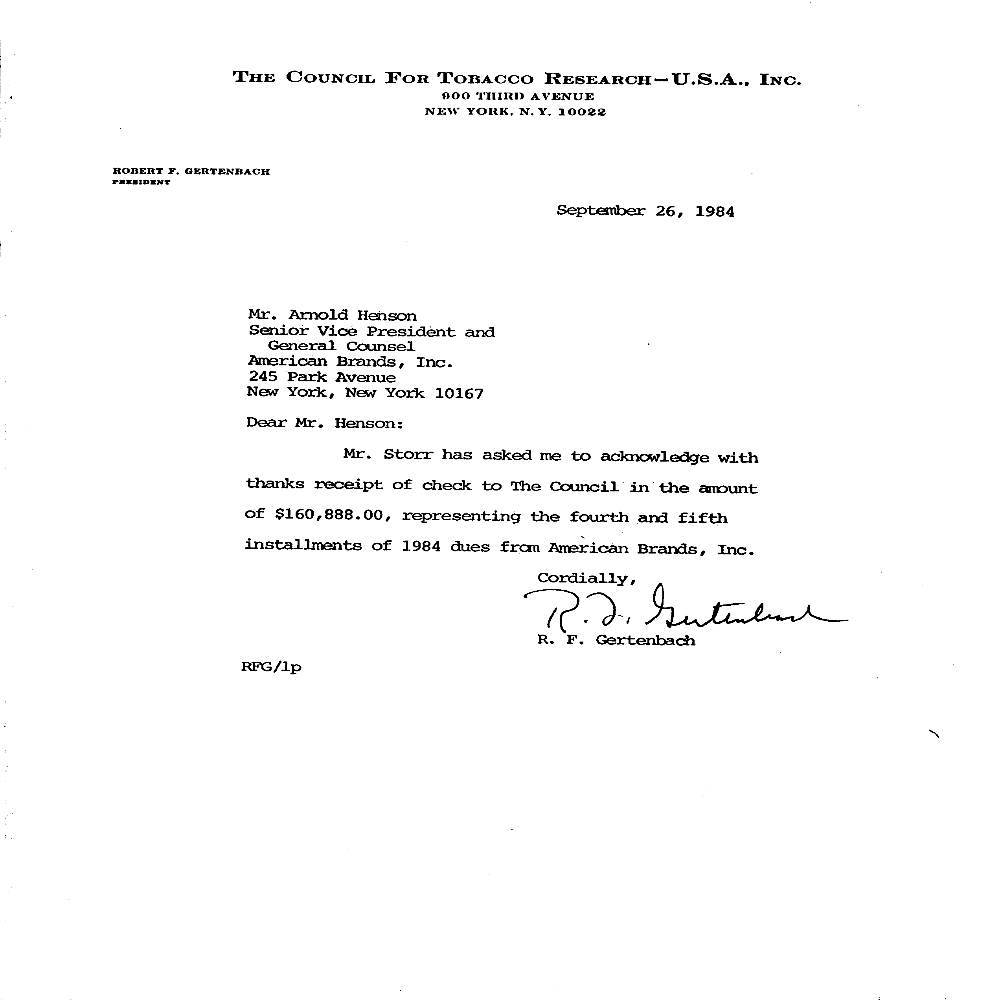 THE COUNCIL FOR TOBACCO RESEARCH—U.S.A., INC.
900 THIRD AVENUE
NEW YORK, N.Y. 10022
ROBERT F. GERTENBACH
PRESIDENT
September 26, 1984
Mr. Arnold Henson
Senior Vice President and
General Counsel
American Brands, Inc.
245 Park Avenue
New York, New York 10167
Dear Mr. Henson:
Mr. Storr has asked me to acknowledge with
thanks receipt of check to The Council in the amount
of $160,888.00, representing the fourth and fifth
installments of 1984 dues from American Brands, Inc.
Cordially,
R. F. Gertenbach
R. F. Gertenbach
RFG/lp